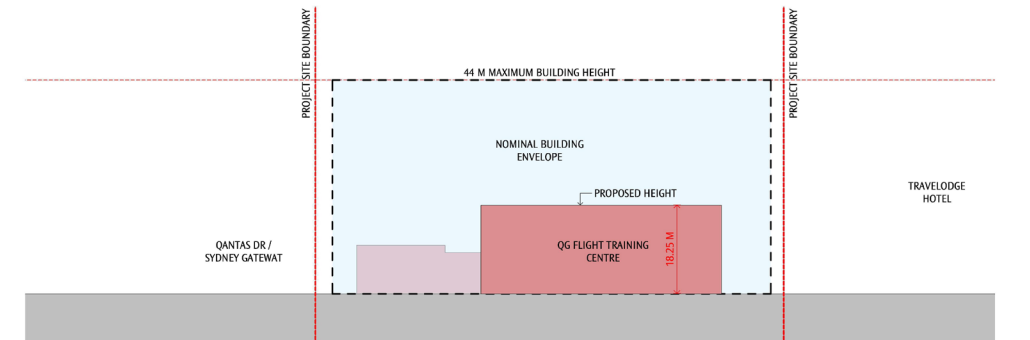 PROJECT SITE BOUNDARY
44 M MAXIMUM BUILDING HEIGHT
PROJECT SITE BOUNDARY
NOMINAL BUILDING
ENVELOPE
PROPOSED HEIGHT
TRAVELODGE
HOTEL
QANTAS DR /
SYDNEY GATEWAT
QG FLIGHT TRAINING
CENTRE
18.25 M